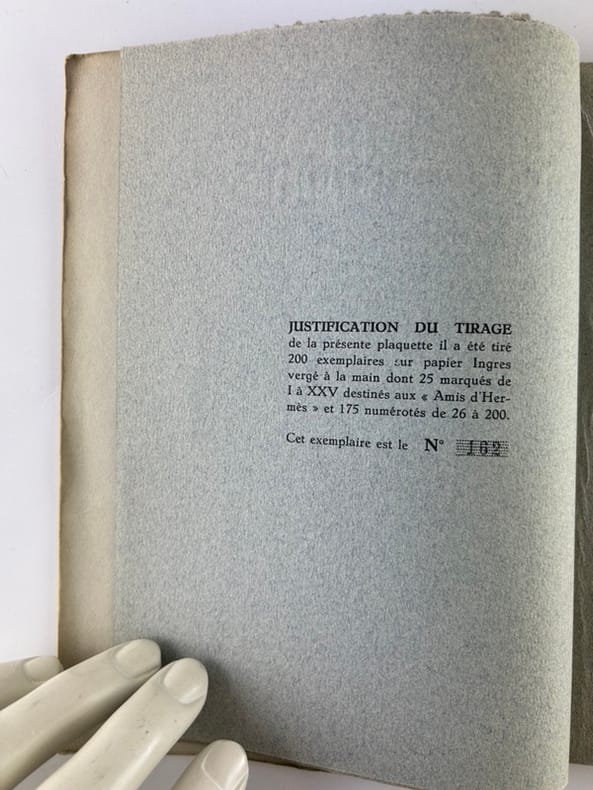 JUSTIFICATION DU TIRAGE
de la présente plaquette il a été tiré
200 exemplaires sur papier Ingres
vergé à la main dont 25 marqués de
I à XXV destinés aux « Amis d'Her-
mès » et 175 numérotés de 26 à 200.
Cet exemplaire est le N° 162